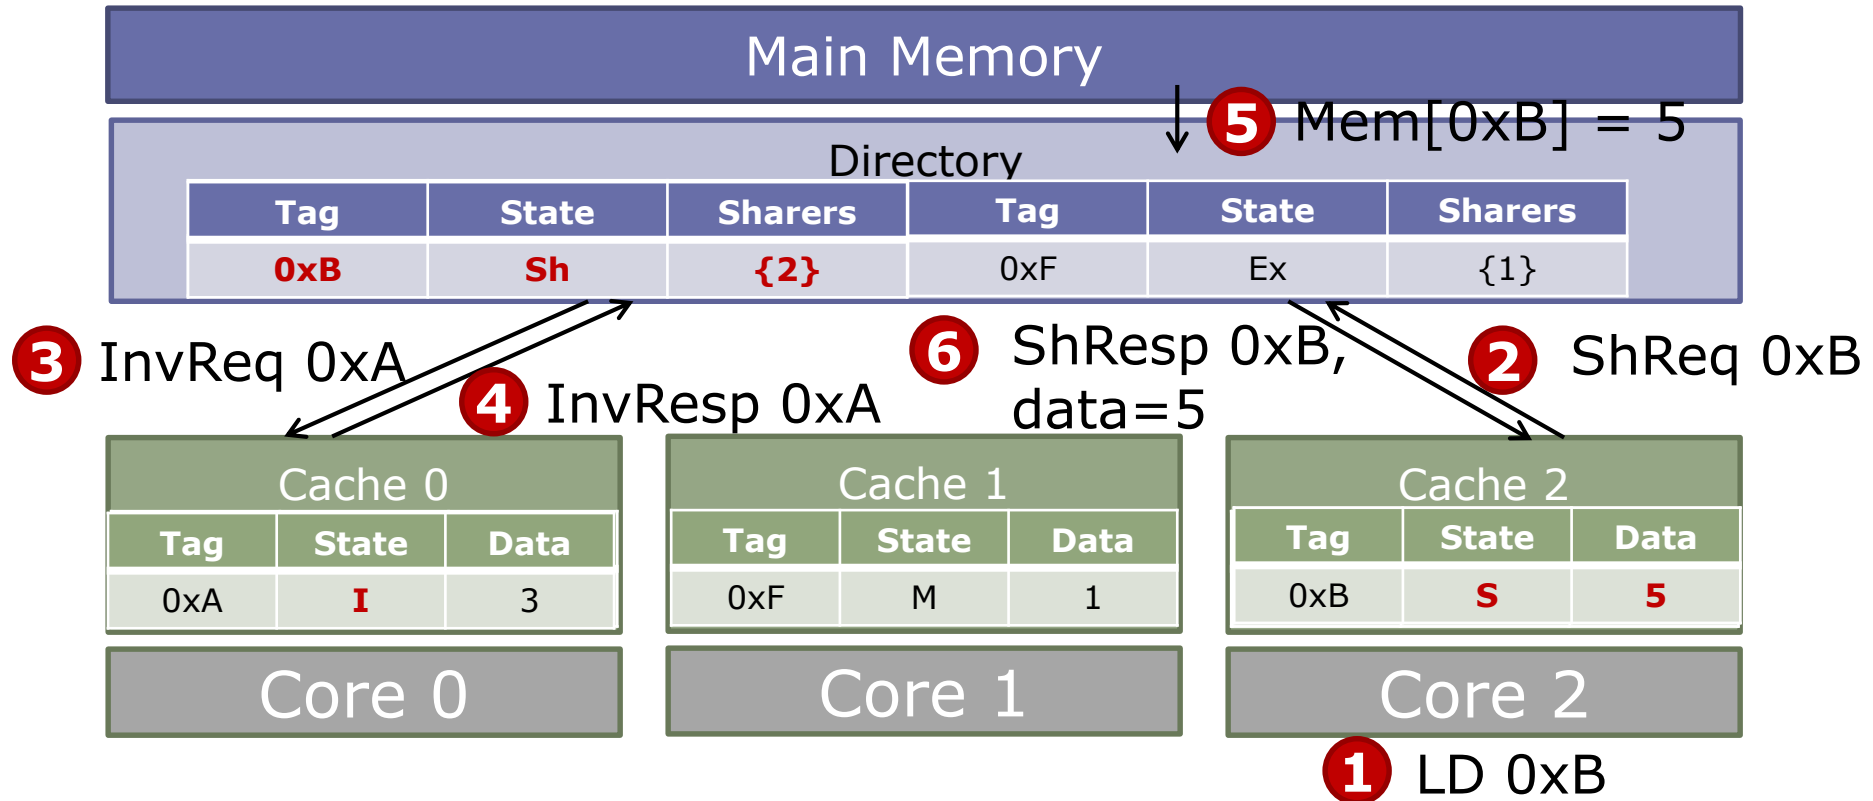 Main Memory
5 Mem[0xB] = 5
Directory
Tag State Sharers Tag State Sharers
0xB Sh {2} 0xF Ex {1}
3 InvReq 0xA
4 InvResp 0xA
6 ShResp 0xB,
data=5
2 ShReq 0xB
Cache 0
Tag State Data
0xA I 3
Cache 1
Tag State Data
0xF M 1
Cache 2
Tag State Data
0xB S 5
Core 0
Core 1
Core 2
1 LD 0xB